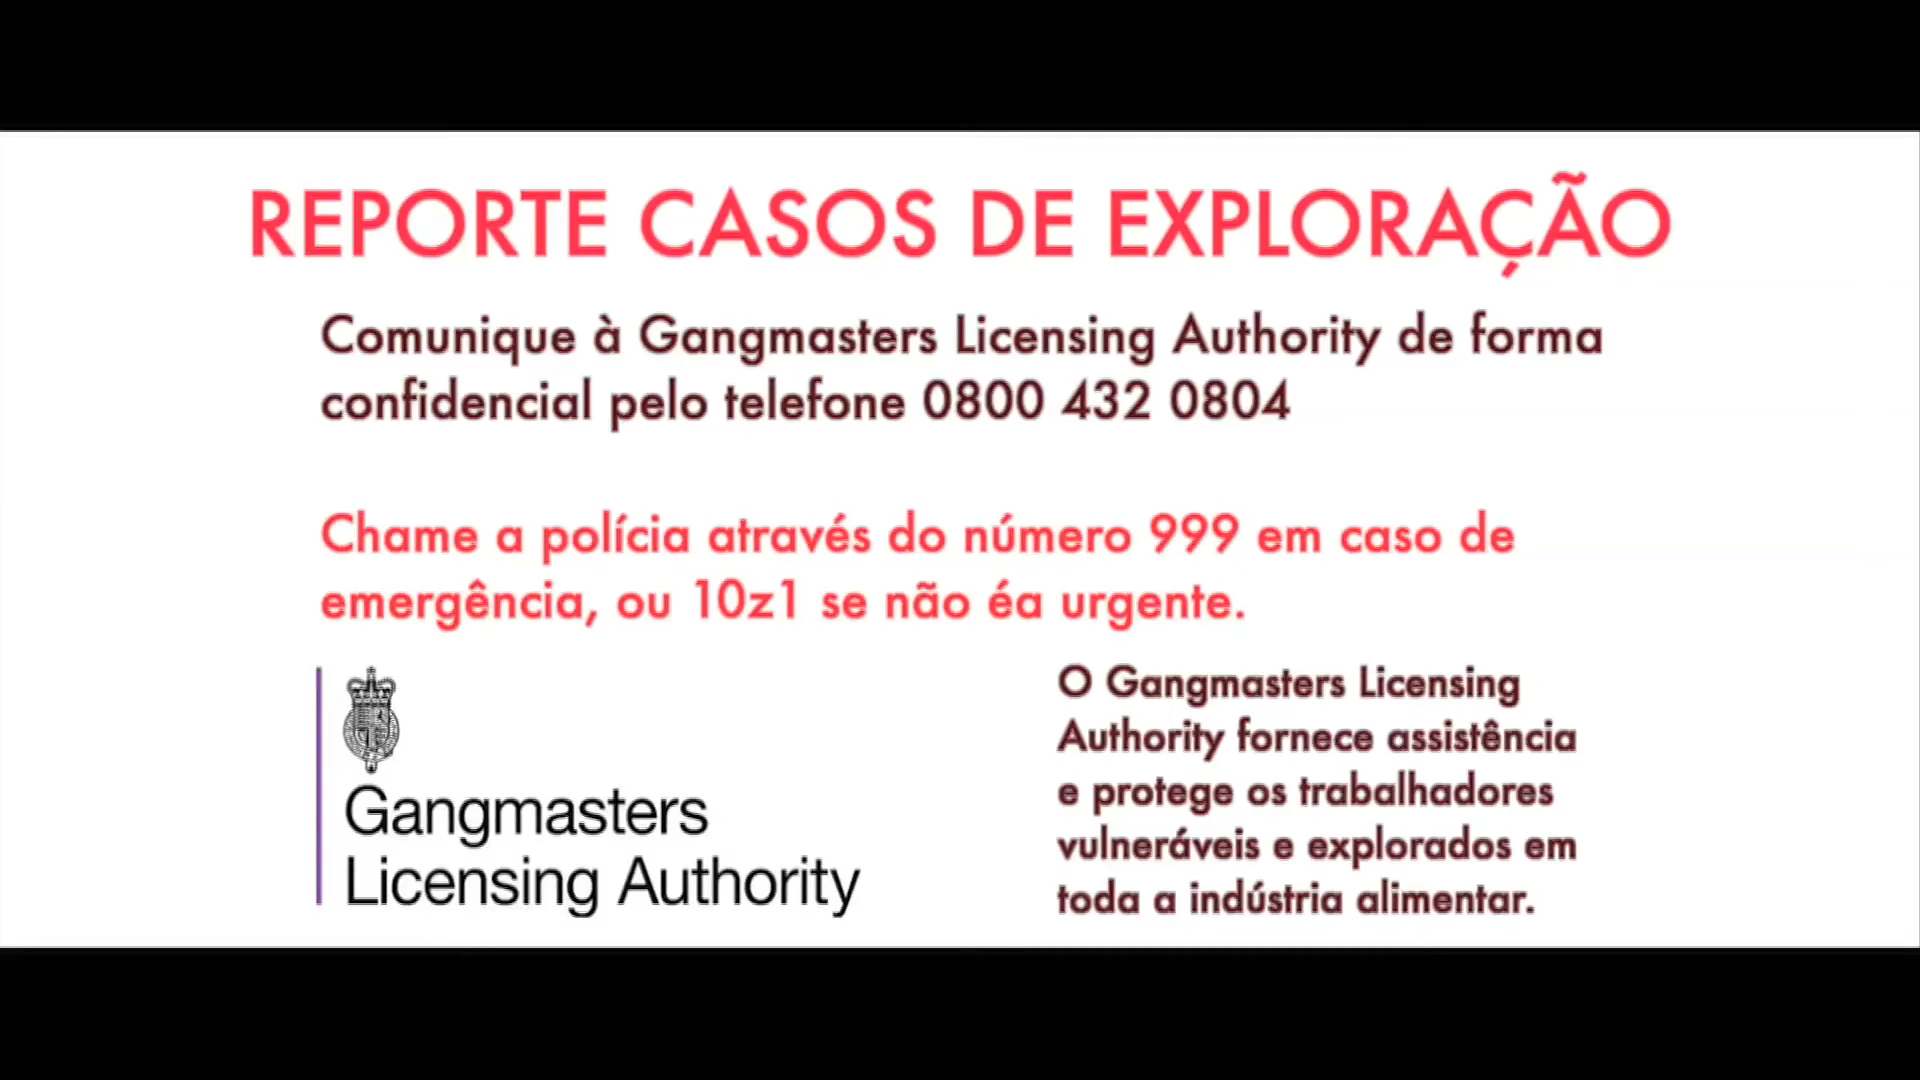 REPORTE CASOS DE EXPLORAÇÃO
Comunique à Gangmasters Licensing Authority de forma
confidencial pelo telefone 0800 432 0804
Chame a polícia através do número 999 em caso de
emergência, ou 10z1 se não éa urgente.
Gangmasters
Licensing Authority
O Gangmasters Licensing
Authority fornece assistência
e protege os trabalhadores
vulneráveis e explorados em
toda a indústria alimentar.